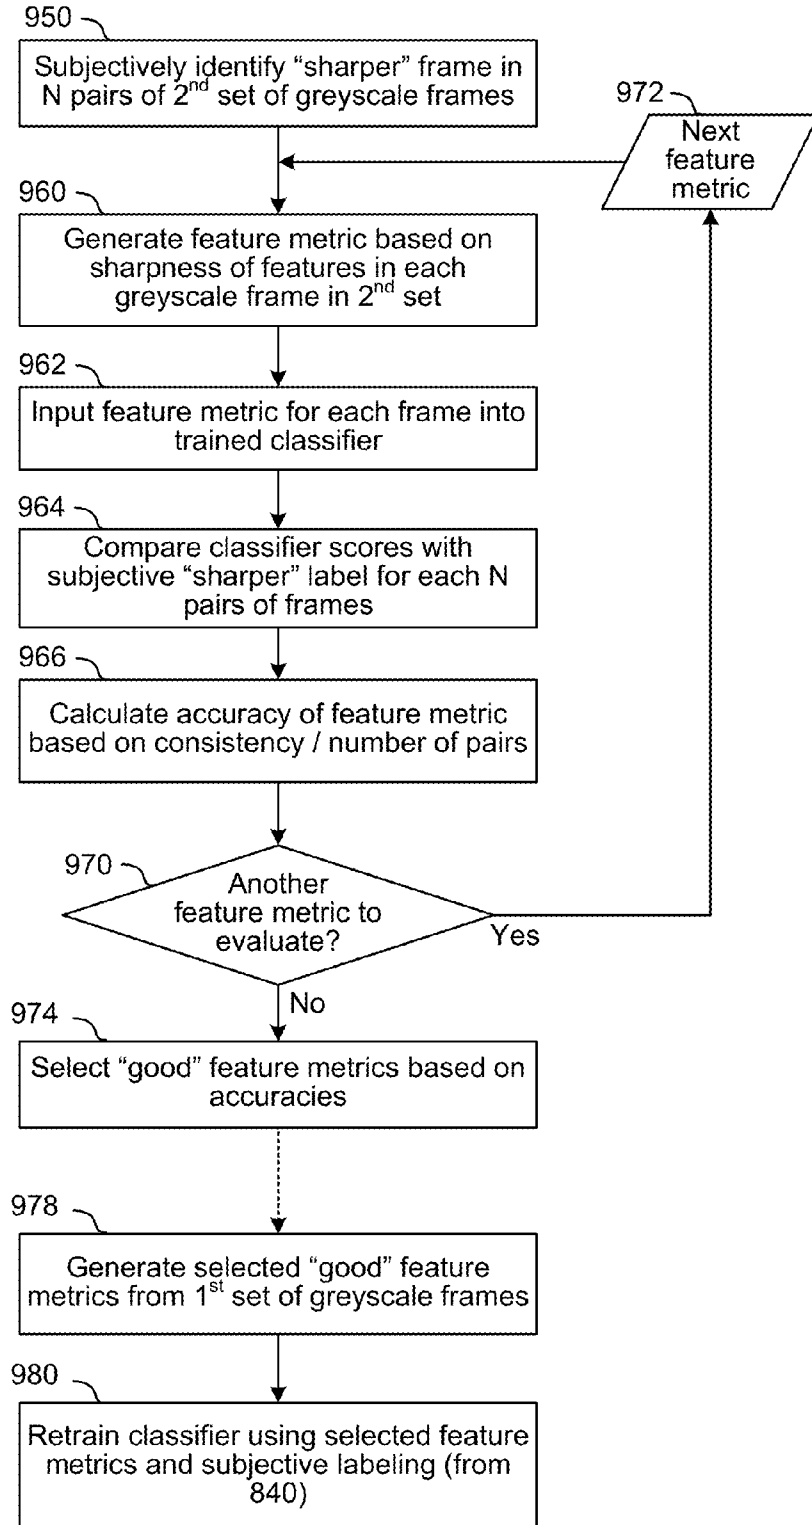 950
Subjectively identify “sharper” frame in
N pairs of 2nd set of greyscale frames
972
Next
feature
metric
960
Generate feature metric based on
sharpness of features in each
greyscale frame in 2nd set
962
Input feature metric for each frame into
trained classifier
964
Compare classifier scores with
subjective “sharper” label for each N
pairs of frames
966
Calculate accuracy of feature metric
based on consistency / number of pairs
970
Another
feature metric to
evaluate?
Yes
No
974
Select “good” feature metrics based on
accuracies
978
Generate selected “good” feature
metrics from 1st set of greyscale frames
980
Retrain classifier using selected feature
metrics and subjective labeling (from
840)